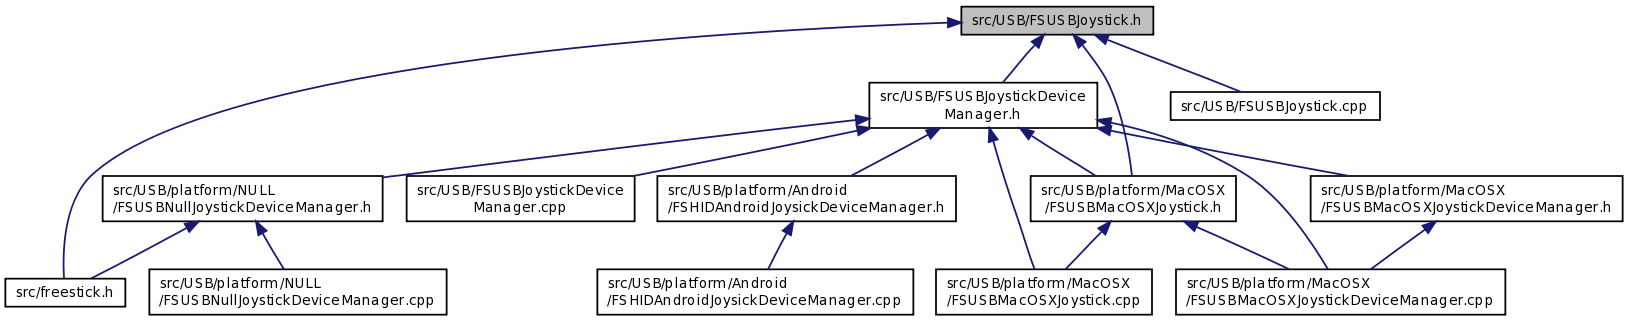 src/USB/FSUSBJoystick.h
src/USB/FSUSBJoystickDevice
Manager.h
src/USB/FSUSBJoystick.cpp
src/USB/platform/NULL
/FSUSBNullJoystickDeviceManager.h
src/USB/FSUSBJoystickDevice
Manager.cpp
src/USB/platform/Android
/FSHIDAndroidJoysickDeviceManager.h
src/USB/platform/MacOSX
/FSUSBMacOSXJoystick.h
src/USB/platform/MacOSX
/FSUSBMacOSXJoystickDeviceManager.h
src/freestick.h
src/USB/platform/NULL
/FSUSBNullJoystickDeviceManager.cpp
src/USB/platform/Android
/FSHIDAndroidJoysickDeviceManager.cpp
src/USB/platform/MacOSX
/FSUSBMacOSXJoystick.cpp
src/USB/platform/MacOSX
/FSUSBMacOSXJoystickDeviceManager.cpp